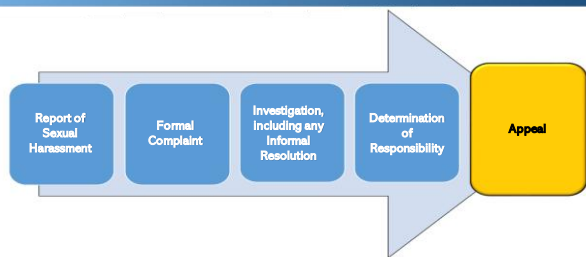 Report of
Sexual
Harassment
Formal
Complaint
Investigation,
including any
Informal
Resolution
Determination
of
Responsibility
Appeal